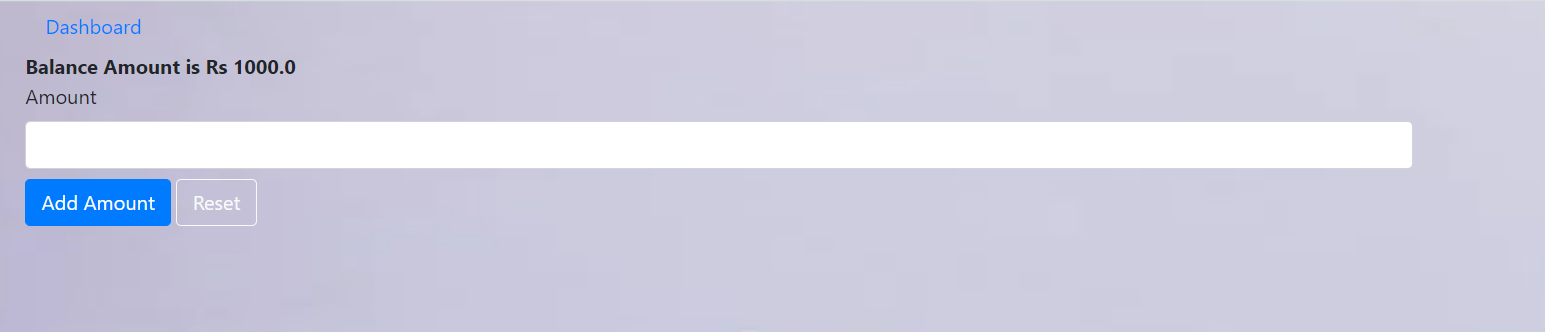 Dashboard
Balance Amount is Rs 1000.0
Amount
Add Amount Reset